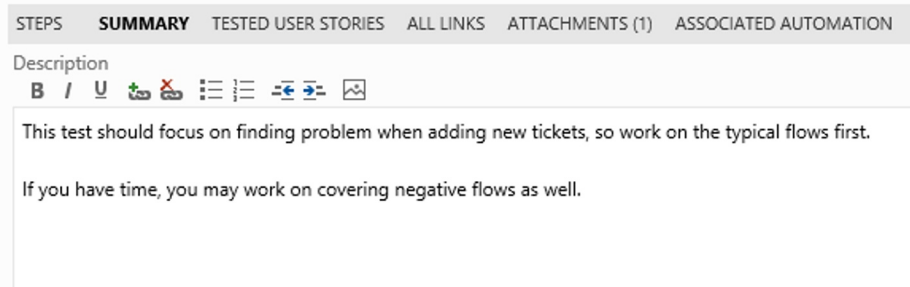 STEPS SUMMARY TESTED USER STORIES ALL LINKS ATTACHMENTS (1) ASSOCIATED AUTOMATION
Description
B I U
This test should focus on finding problem when adding new tickets, so work on the typical flows first.
If you have time, you may work on covering negative flows as well.